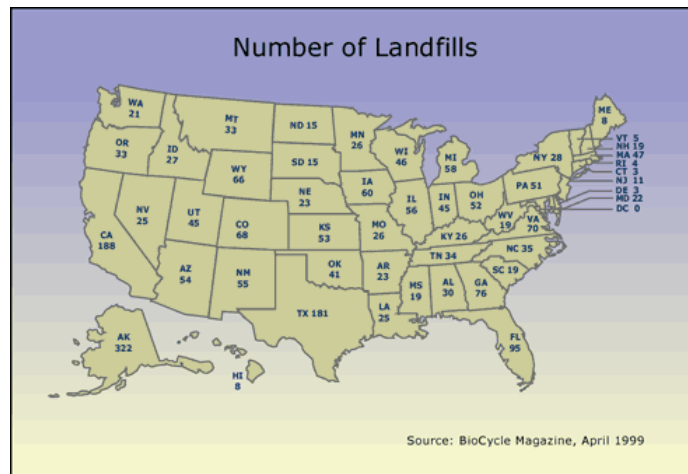 Number of Landfills
WA
21
OR
33
ID
27
MT
33
ND 15
MN
26
WI
46
MI
58
ME
8
VT 5
NH 19
MA 47
RI 4
CT 3
NJ 11
DE 3
MD 22
DC 0
NY 28
PA 51
SD 15
WY
66
NE
23
IA
60
IL
56
IN
45
OH
52
WV
19
VA
70
NV
25
UT
45
CO
68
KS
53
MO
26
KY 26
CA
188
AZ
54
NM
55
OK
41
AR
23
TN 34
NC 35
SC 19
MS
19
AL
30
GA
76
TX 181
LA
25
FL
95
AK
322
HI
8
Source: BioCycle Magazine, April 1999